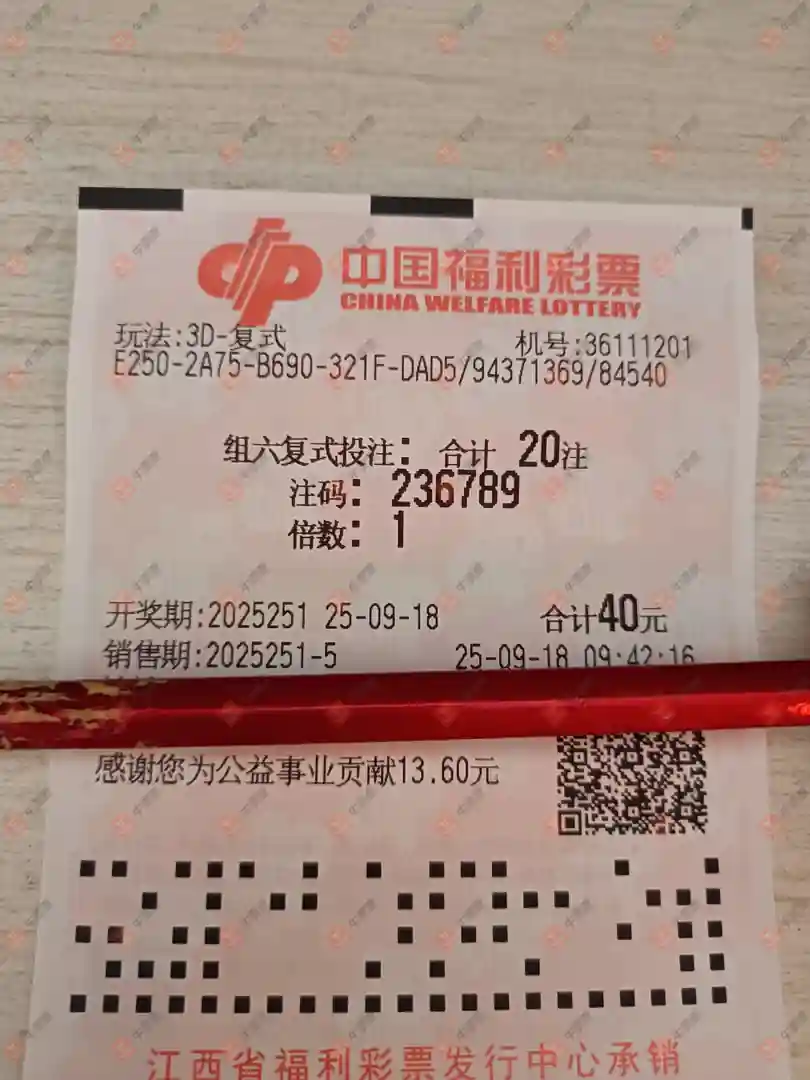 中国福利彩票
CHINA WELFARE LOTTERY
玩法:3D-复式 机号:36111201
E250-2A75-B690-321F-DAD5/94371369/84540
组六复式投注: 合计 20注
注码: 236789
倍数: 1
开奖期:2025251 25-09-18 合计40元
销售期:2025251-5 25-09-18 09:42:16
感谢您为公益事业贡献13.60元
江西省福利彩票发行中心承销